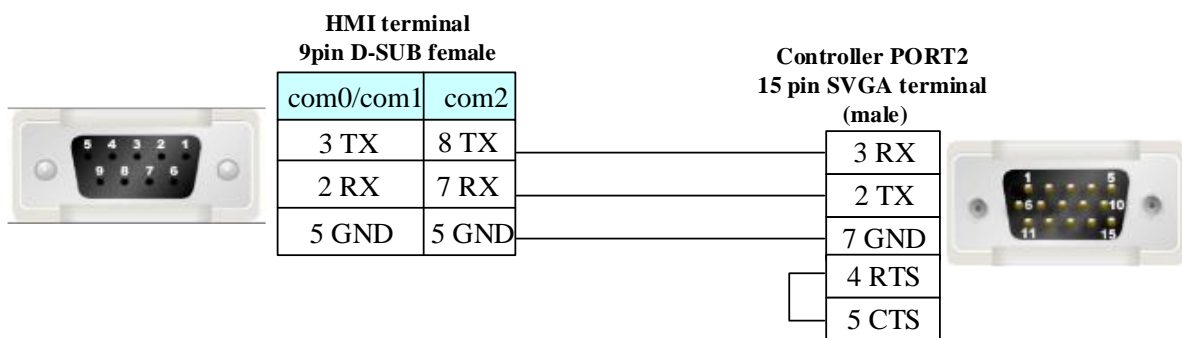 HMI terminal
9pin D-SUB female
com0/com1 com2
3 TX 8 TX
2 RX 7 RX
5 GND 5 GND
5 4 3 2 1
9 8 7 6
Controller PORT2
15 pin SVGA terminal
(male)
3 RX
2 TX
7 GND
4 RTS
5 CTS
1 5
6 10
11 15